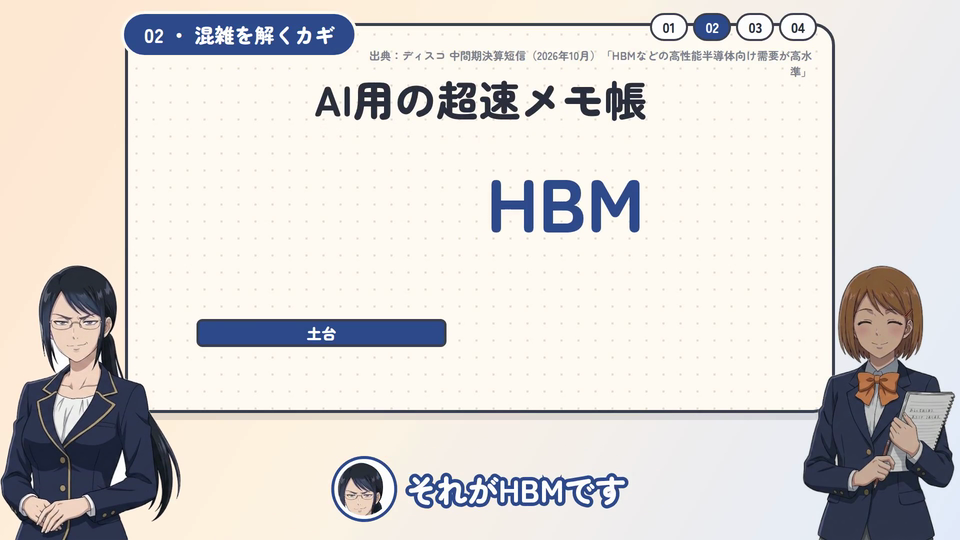 02 ・ 混雑を解くカギ
01 02 03 04
出典：ディスコ 中間期決算短信（2026年10月）「HBMなどの高性能半導体向け需要が高水
準」
AI用の超速メモ帳
HBM
土台
それがHBMです